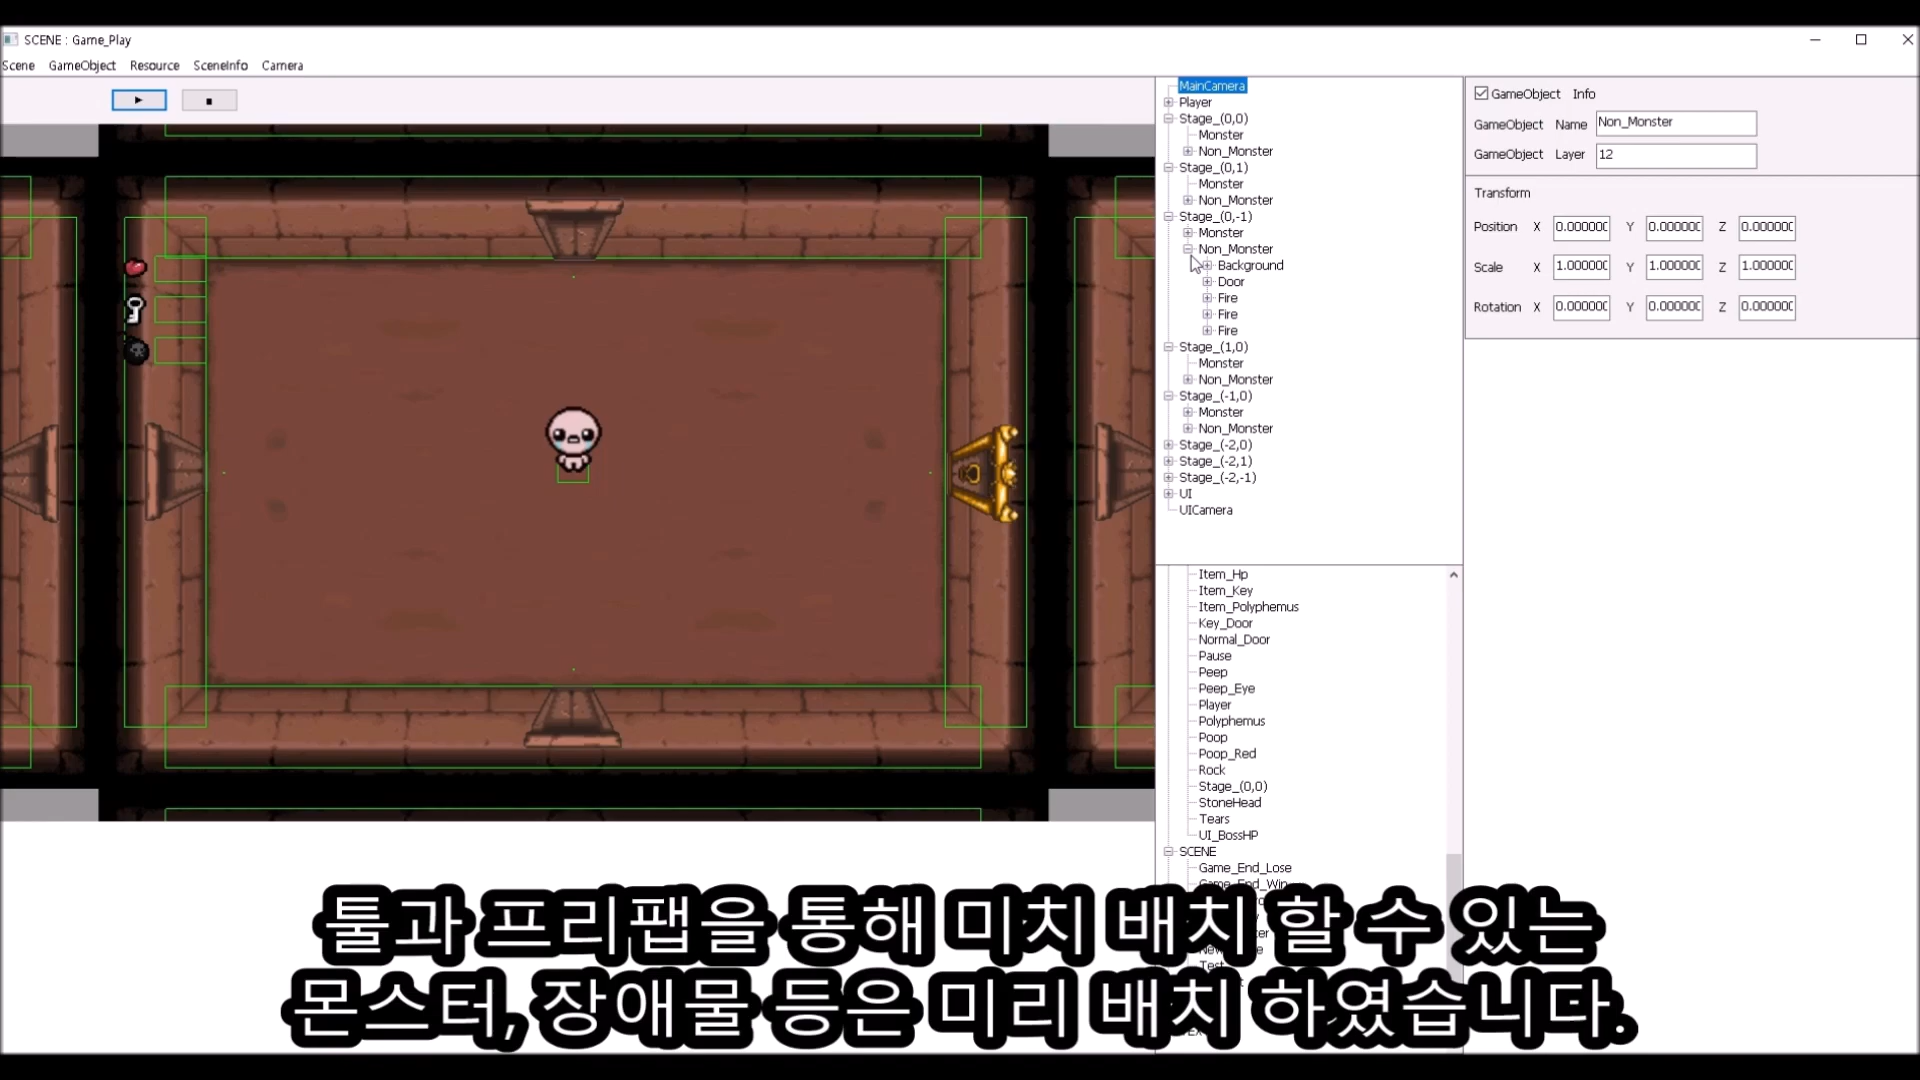 SCENE : Game_Play
Scene GameObject Resource SceneInfo Camera
MainCamera
Player
Stage_(0,0)
Monster
Non_Monster
Stage_(0,1)
Monster
Non_Monster
Stage_(0,-1)
Monster
Non_Monster
Background
Door
Fire
Fire
Fire
Stage_(1,0)
Monster
Non_Monster
Stage_(-1,0)
Monster
Non_Monster
Stage_(-2,0)
Stage_(-2,1)
Stage_(-2,-1)
UI
UICamera
GameObject Info
GameObject Name Non_Monster
GameObject Layer 12
Transform
Position X 0.000000 Y 0.000000 Z 0.000000
Scale X 1.000000 Y 1.000000 Z 1.000000
Rotation X 0.000000 Y 0.000000 Z 0.000000
Item_Hp
Item_Key
Item_Polyphemus
Key_Door
Normal_Door
Pause
Peep
Peep_Eye
Player
Polyphemus
Poop
Poop_Red
Rock
Stage_(0,0)
StoneHead
Tears
UI_BossHP
SCENE
Game_End_Lose
Game_End_Win
Test
툴과 프리팹을 통해 미치 배치 할 수 있는
몬스터, 장애물 등은 미리 배치 하였습니다.